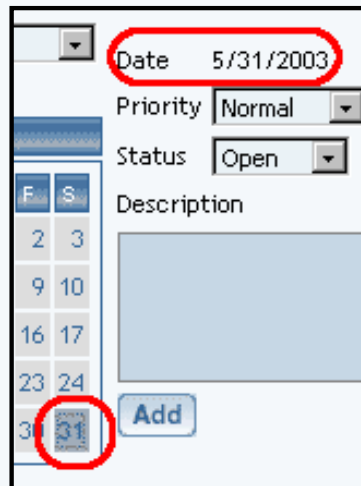 Date 5/31/2003
Priority Normal
Status Open
F S
Description
2 3
9 10
16 17
23 24
30 31
Add